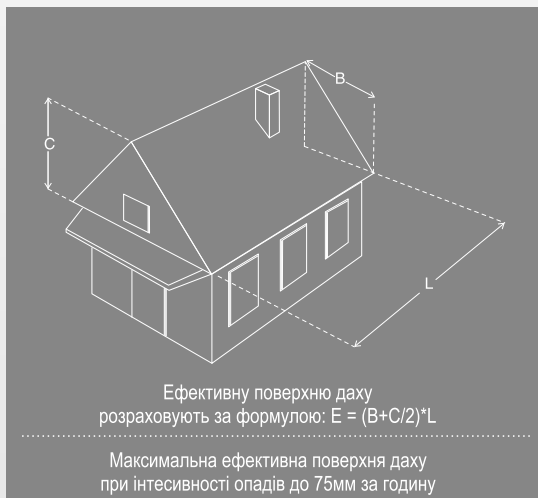 B
C
L
Ефективну поверхню даху
розраховують за формулою: E = (B+C/2)*L
Максимальна ефективна поверхня даху
при інтесивності опадів до 75мм за годину